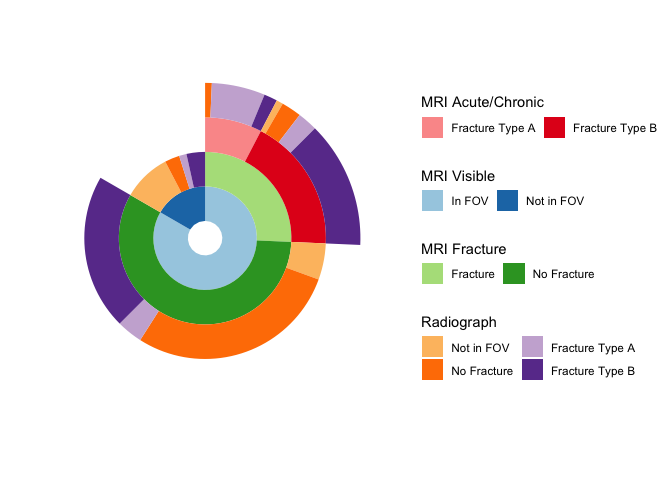 MRI Acute/Chronic
Fracture Type A Fracture Type B
MRI Visible
In FOV Not in FOV
MRI Fracture
Fracture No Fracture
Radiograph
Not in FOV Fracture Type A
No Fracture Fracture Type B